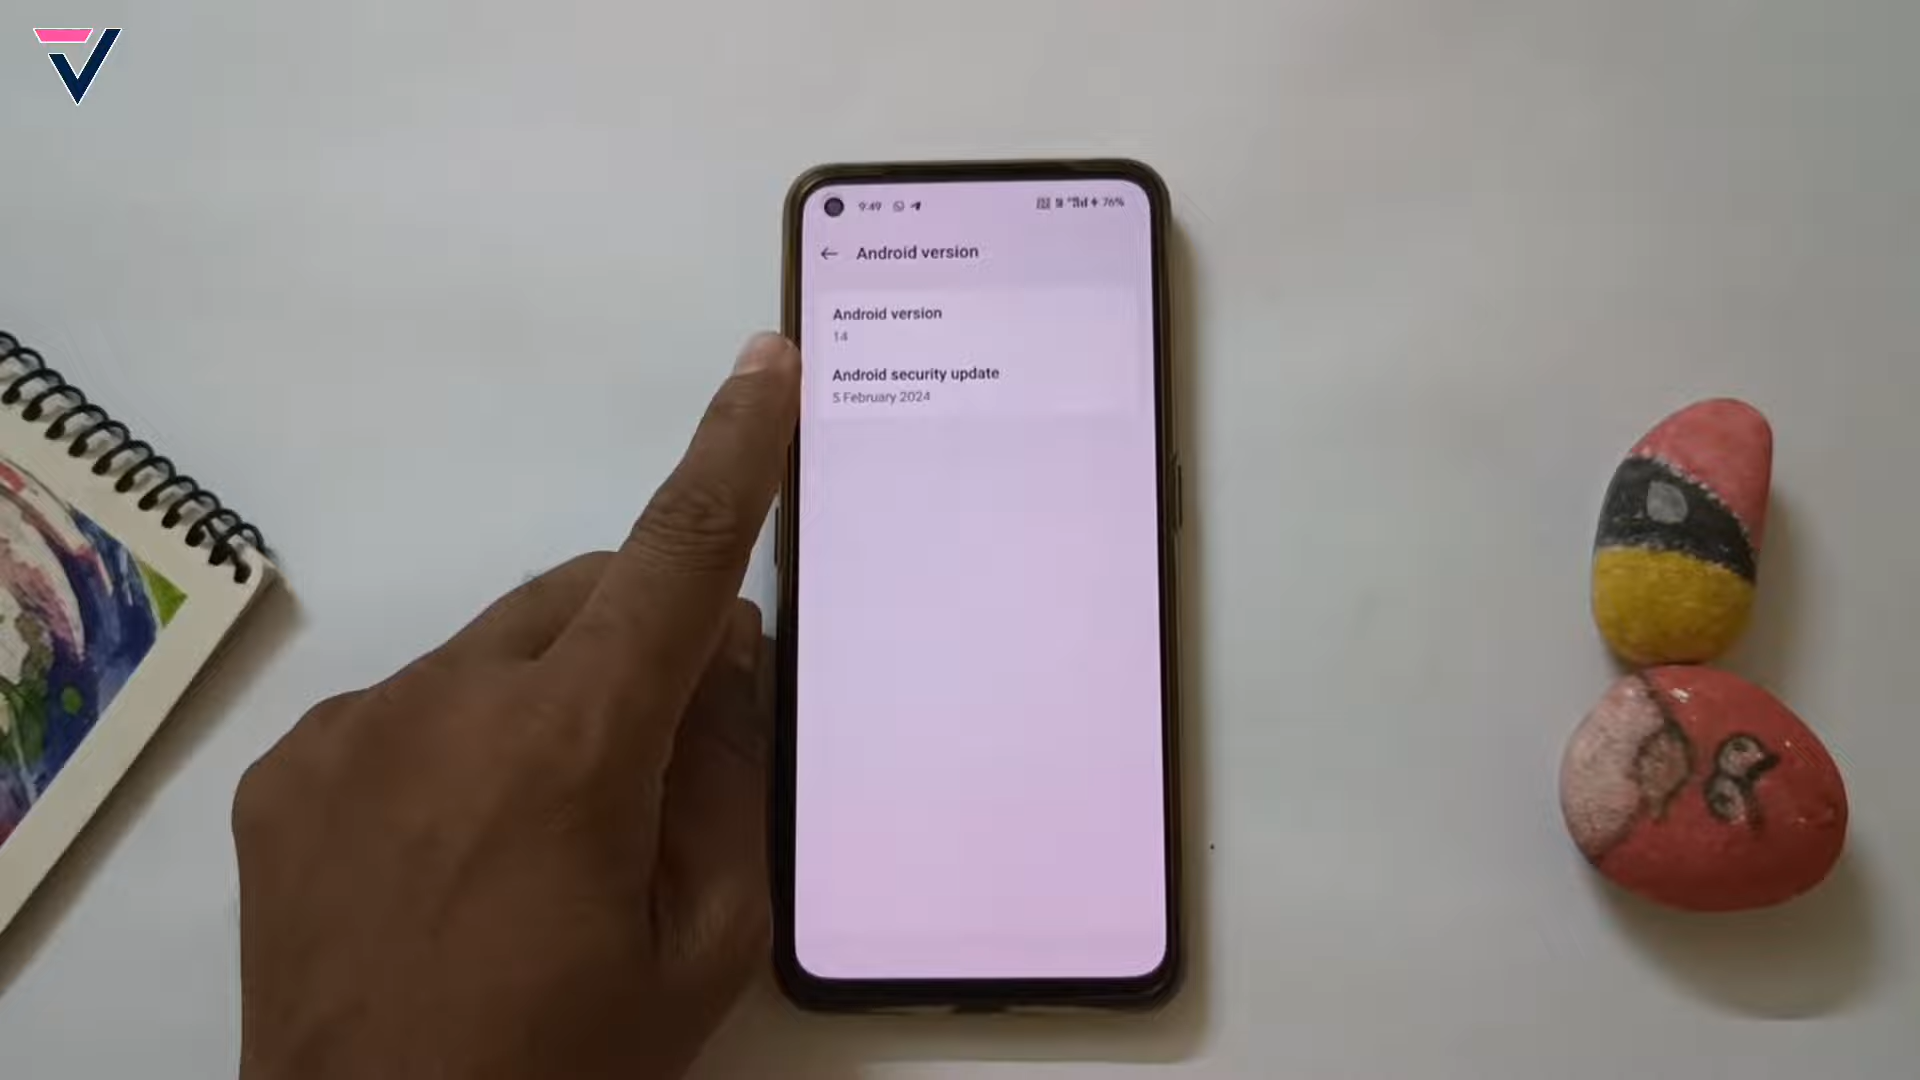 9:49
76%
Android version
Android version
14
Android security update
5 February 2024